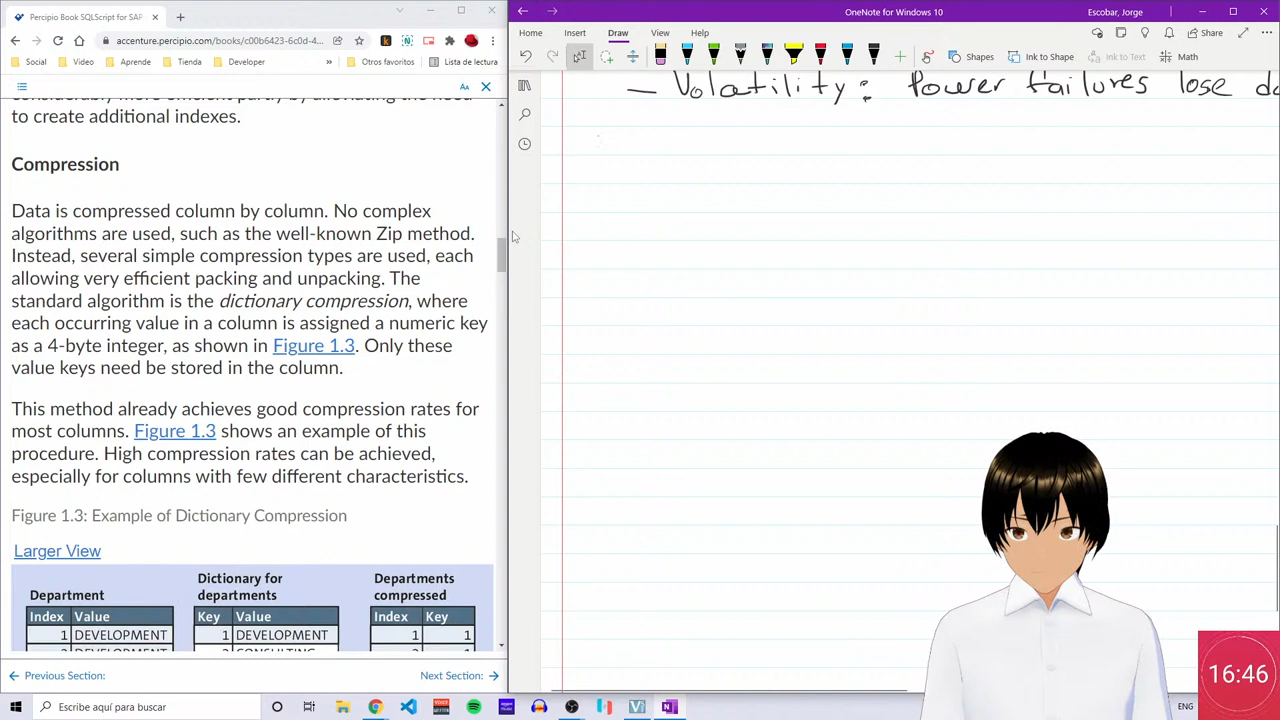 Percipio Book SQLScript for SAP
accenture.percipio.com/books/c00b6423-6c0d-4...
Social
Video
Aprende
Tienda
Developer
»
Otros favoritos
Lista de lectura
OneNote for Windows 10
Escobar, Jorge
Home
Insert
Draw
View
Help
Share
Shapes
Ink to Shape
Ink to Text
Math
AA
to create additional indexes.
Compression
Data is compressed column by column. No complex
algorithms are used, such as the well-known Zip method.
Instead, several simple compression types are used, each
allowing very efficient packing and unpacking. The
standard algorithm is the dictionary compression, where
each occurring value in a column is assigned a numeric key
as a 4-byte integer, as shown in Figure 1.3. Only these
value keys need be stored in the column.
This method already achieves good compression rates for
most columns. Figure 1.3 shows an example of this
procedure. High compression rates can be achieved,
especially for columns with few different characteristics.
Figure 1.3: Example of Dictionary Compression
Larger View
Department
Index Value
1 DEVELOPMENT
Dictionary for
departments
Key Value
1 DEVELOPMENT
Departments
compressed
Index Key
1 1
Previous Section:
Next Section:
– Volatility: Power failures lose
16:46
Escribe aquí para buscar
ENG